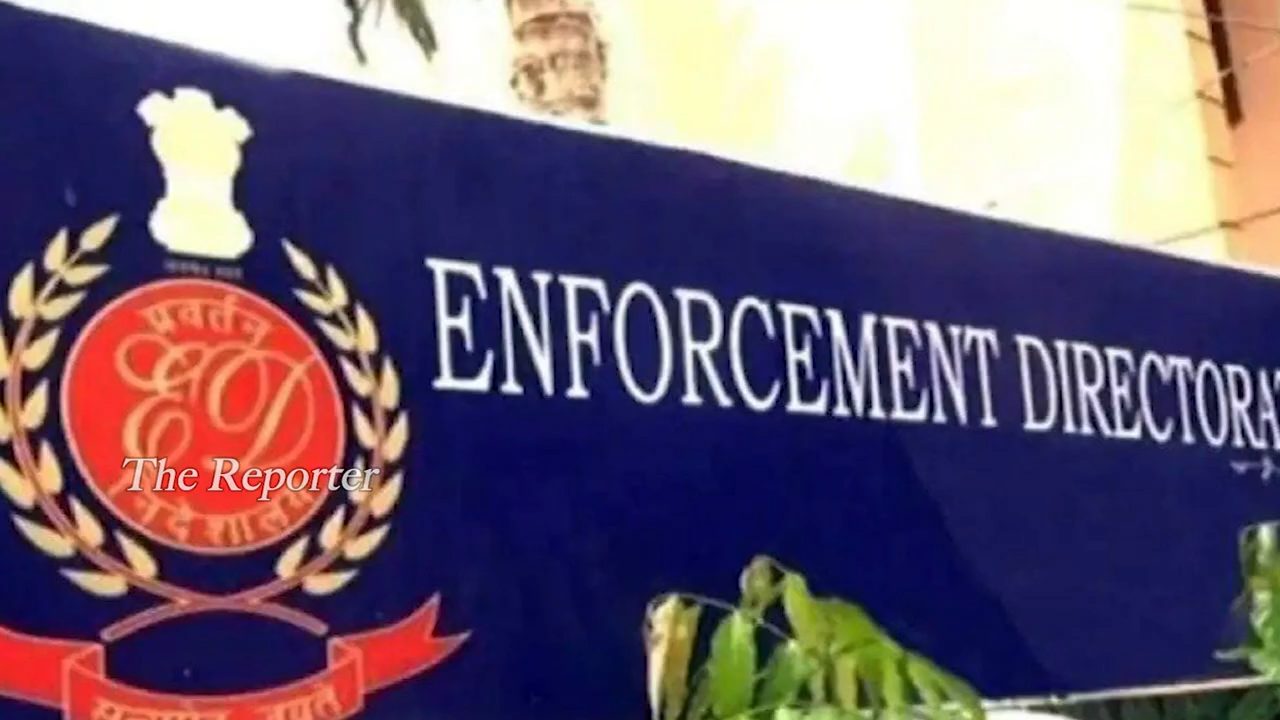 प्रवर्तन
ED
ENFORCEMENT DIRECTORAT
The Reporter